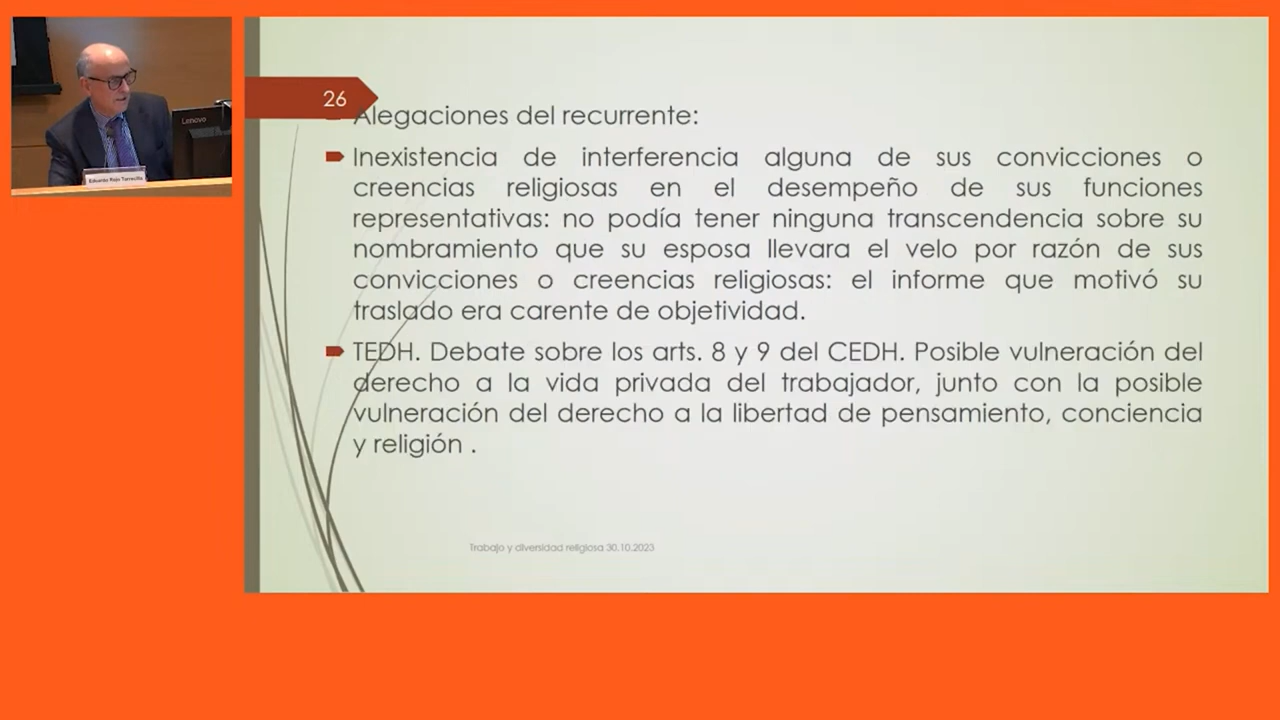 Lenovo
Eduardo Rojo Torrecilla
26
Alegaciones del recurrente:
Inexistencia de interferencia alguna de sus convicciones o
creencias religiosas en el desempeño de sus funciones
representativas: no podía tener ninguna transcendencia sobre su
nombramiento que su esposa llevara el velo por razón de sus
convicciones o creencias religiosas: el informe que motivó su
traslado era carente de objetividad.
TEDH. Debate sobre los arts. 8 y 9 del CEDH. Posible vulneración del
derecho a la vida privada del trabajador, junto con la posible
vulneración del derecho a la libertad de pensamiento, conciencia
y religión .
Trabajo y diversidad religiosa 30.10.2023